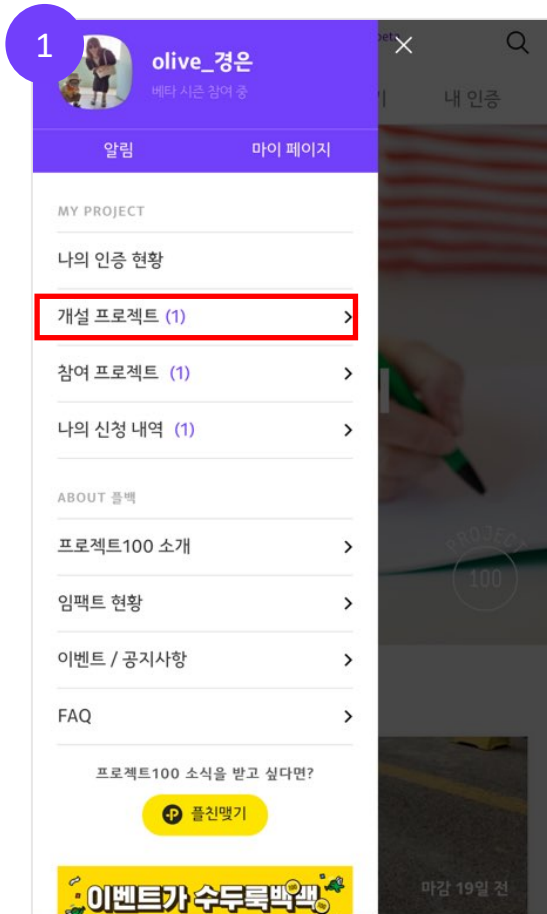 1
olive_경은
베타 시즌 참여 중
알림
마이 페이지
내 인증
MY PROJECT
나의 인증 현황
개설 프로젝트 (1)
참여 프로젝트 (1)
나의 신청 내역 (1)
ABOUT 플백
프로젝트100 소개
임팩트 현황
이벤트 / 공지사항
FAQ
프로젝트100 소식을 받고 싶다면?
플친맺기
이벤트가 수두룩빽빽
PROJECT
100
마감 19일 전